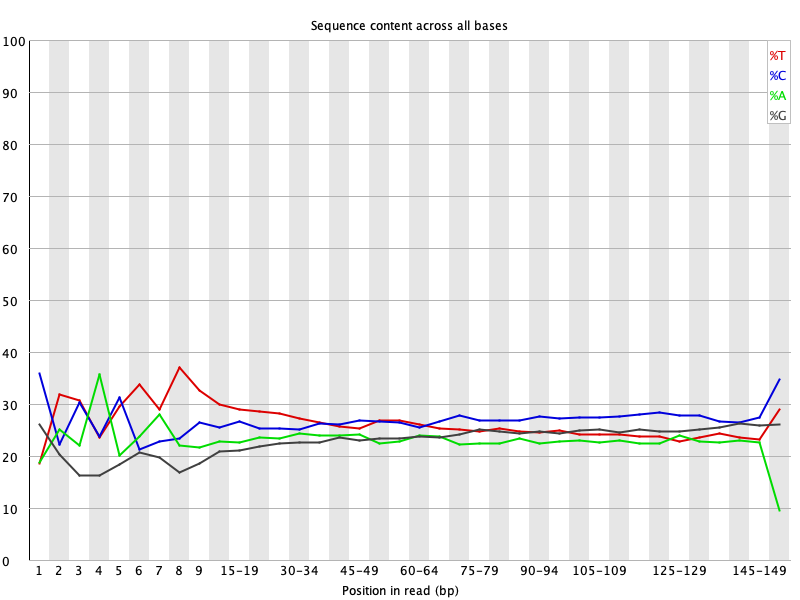 Sequence content across all bases
100
90
80
70
60
50
40
30
20
10
0
%T
%C
%A
%G
1 2 3 4 5 6 7 8 9 15-19 30-34 45-49 60-64 75-79 90-94 105-109 125-129 145-149
Position in read (bp)